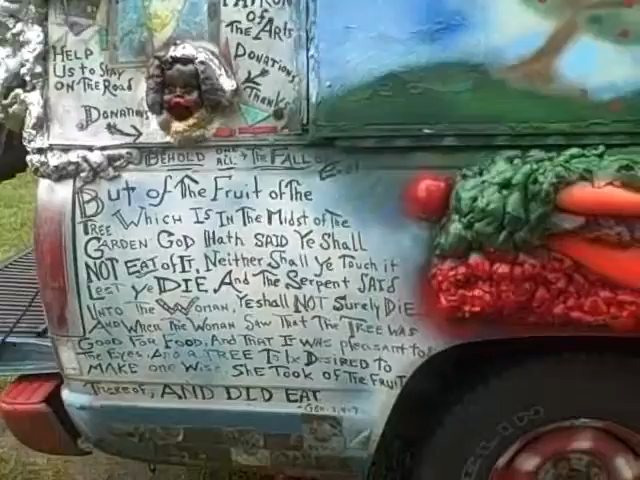 PATRON
OF
THE ARTS
DONATIONS
THANKS
HELP
US to STAY
ON THE ROAD
DONATIONS
BEHOLD ONE ALL THE FALL OF
BUT of THE FRUIT of THE
TREE WHICH IS IN THE MIDST of THE
GARDEN GOD HATH SAID YE SHALL
NOT EAT of IT, NEITHER SHALL YE TOUCH it
LEST YE DIE, AND THE SERPENT SAID
UNTO THE WOMAN, YE SHALL NOT SURELY DIE
AND WHEN THE WOMAN SAW THAT THE TREE WAS
GOOD FOR FOOD, AND THAT IT WAS PLEASANT to
THE EYES, AND A TREE To bE DESIRED TO
MAKE ONE WISE, SHE TOOK OF THE FRUIT
THEREOF, AND DID EAT